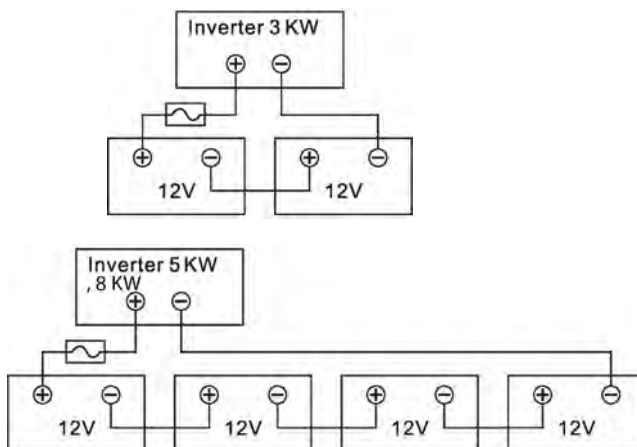 Inverter 3 KW
+ −
+ − + −
12V 12V
Inverter 5 KW
, 8 KW
+ −
+ − + − + − + −
12V 12V 12V 12V